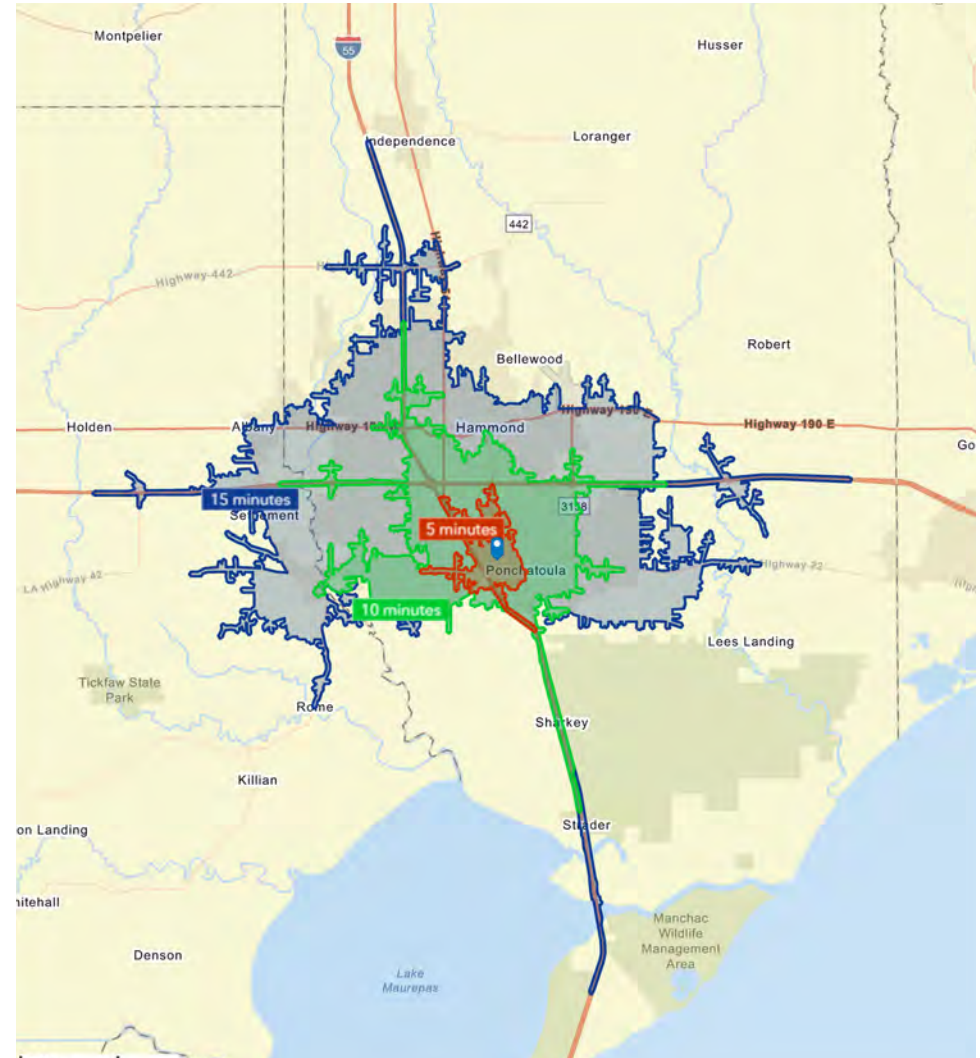 Montpelier
55
Husser
Independence
Loranger
442
Highway 442
Robert
Bellewood
Holden
Highway 190 E
Hammond
Highway 190 E
15 minutes
3158
5 minutes
Ponchatoula
Highway 22
LA Highway 42
10 minutes
Lees Landing
Tickfaw State
Park
Rome
Sharkey
Killian
Strader
on Landing
hitehall
Manchac
Wildlife
Management
Area
Denson
Lake
Maurepas